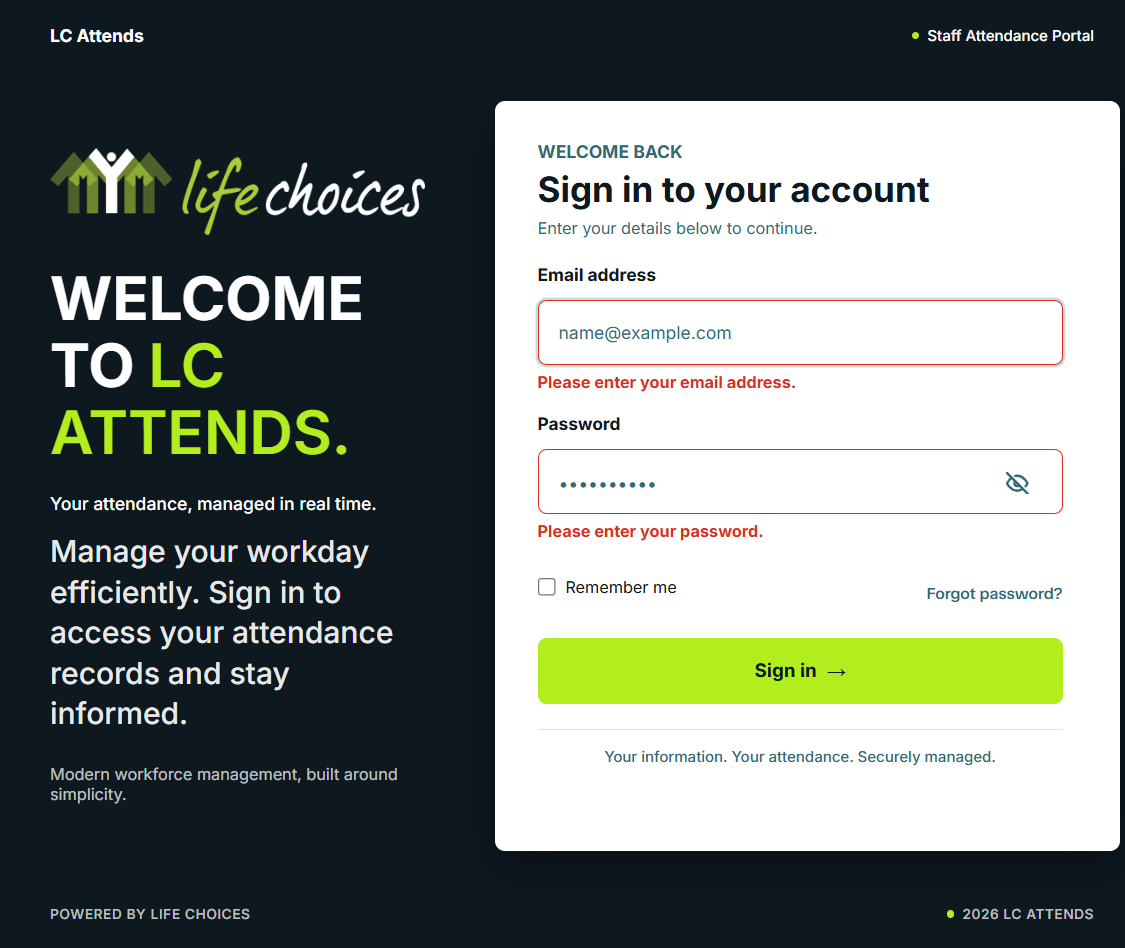 LC Attends
Staff Attendance Portal
life choices
WELCOME
TO LC
ATTENDS.
Your attendance, managed in real time.
Manage your workday
efficiently. Sign in to
access your attendance
records and stay
informed.
Modern workforce management, built around
simplicity.
WELCOME BACK
Sign in to your account
Enter your details below to continue.
Email address
name@example.com
Please enter your email address.
Password
••••••••••
Please enter your password.
Remember me
Forgot password?
Sign in →
Your information. Your attendance. Securely managed.
POWERED BY LIFE CHOICES
2026 LC ATTENDS